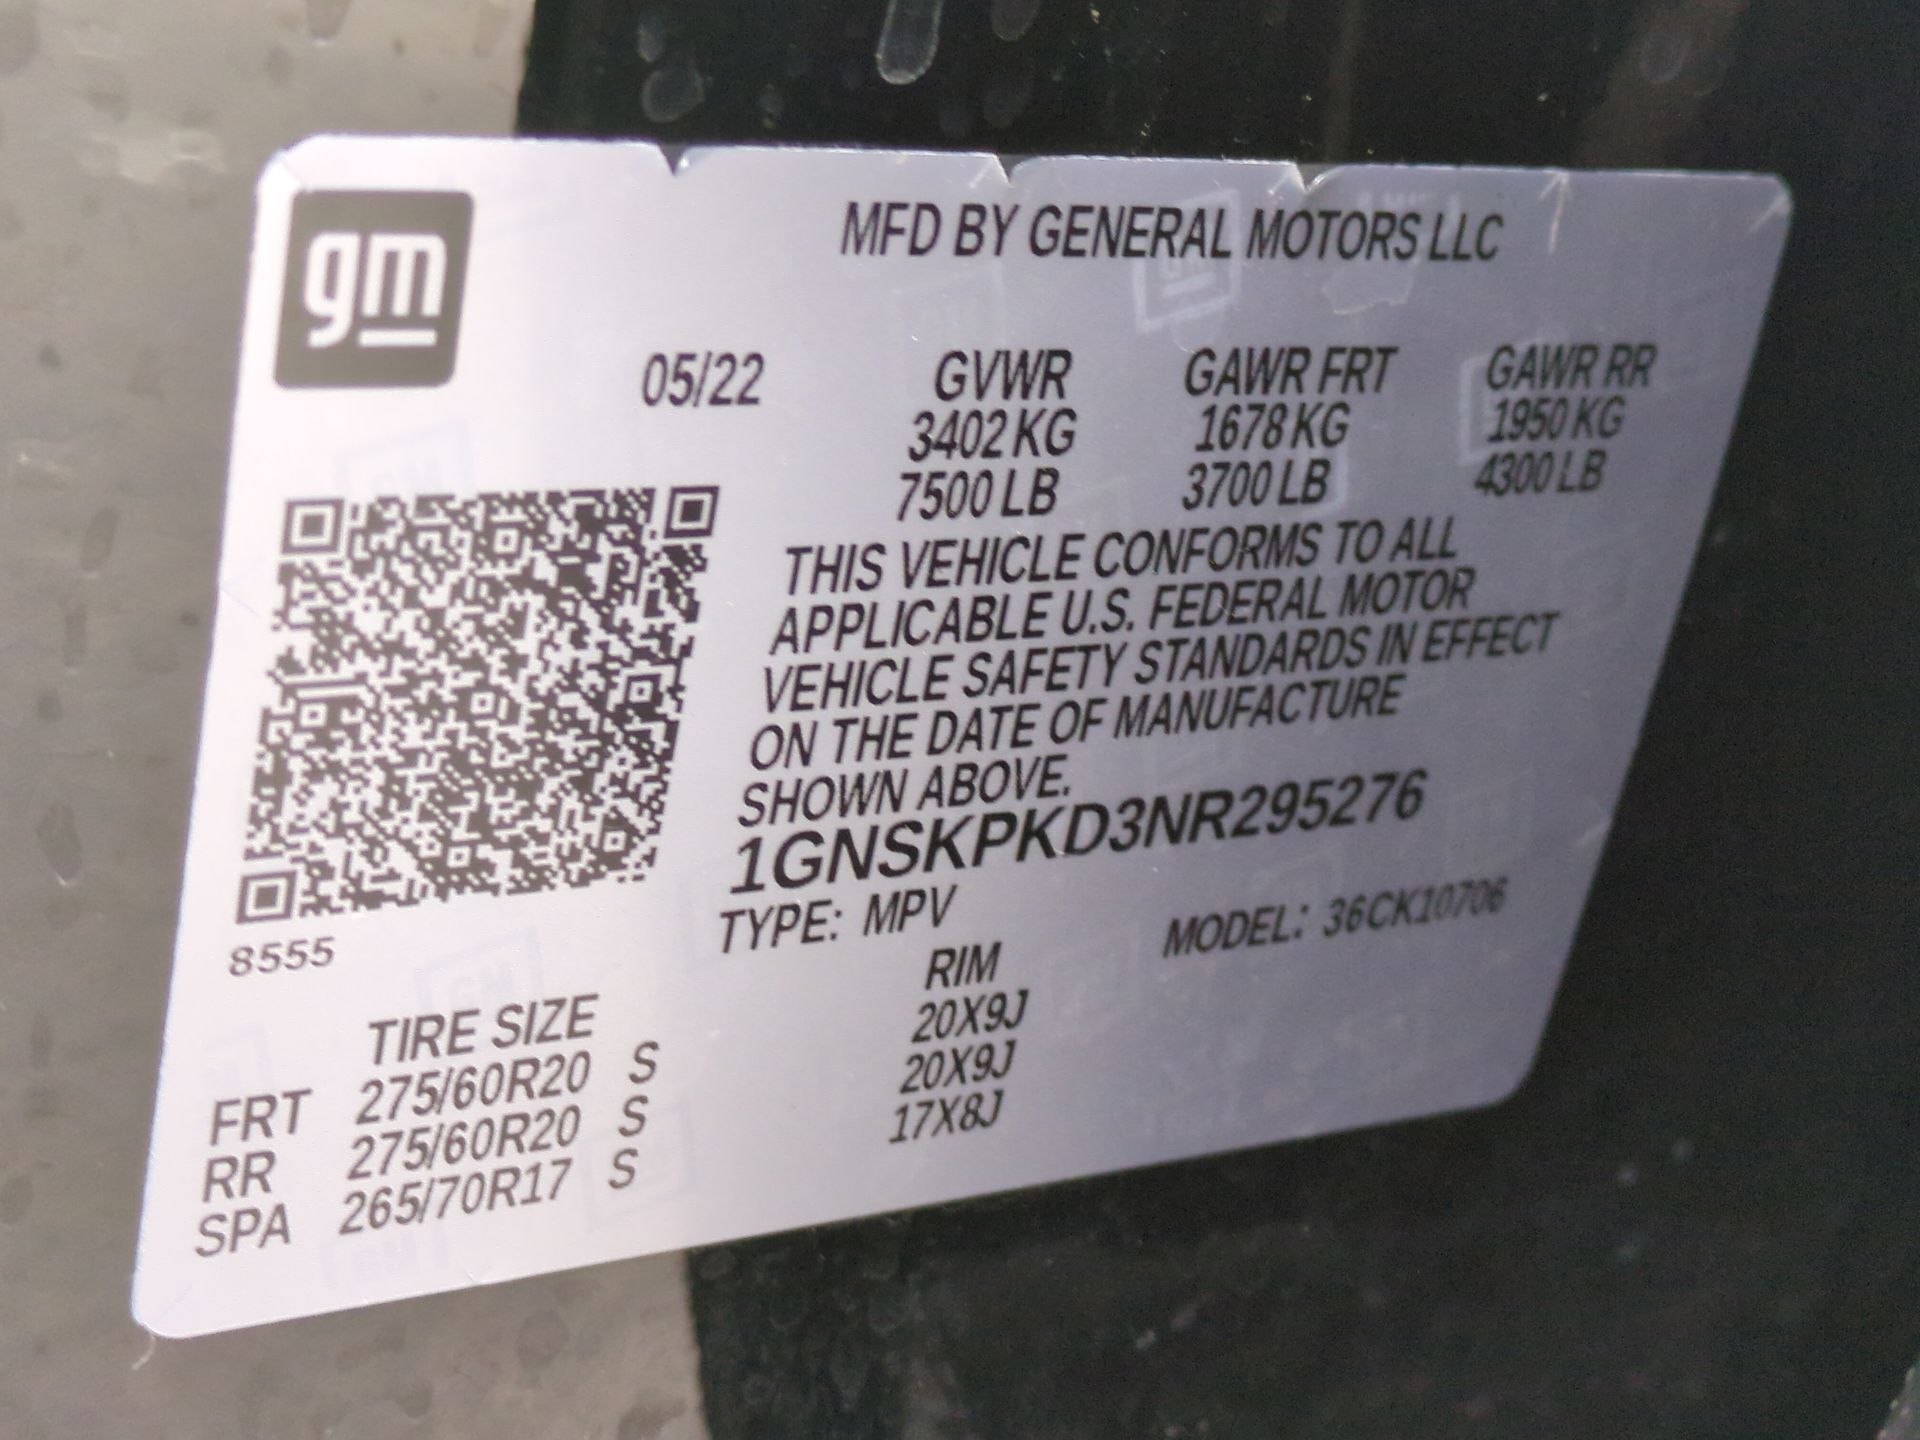 gm
MFD BY GENERAL MOTORS LLC
05/22 GVWR GAWR FRT GAWR RR
3402 KG 1678 KG 1950 KG
7500 LB 3700 LB 4300 LB
THIS VEHICLE CONFORMS TO ALL
APPLICABLE U.S. FEDERAL MOTOR
VEHICLE SAFETY STANDARDS IN EFFECT
ON THE DATE OF MANUFACTURE
SHOWN ABOVE.
1GNSKPKD3NR295276
TYPE: MPV MODEL: 36CK10706
8555
TIRE SIZE RIM
FRT 275/60R20 S 20X9J
RR 275/60R20 S 20X9J
SPA 265/70R17 S 17X8J